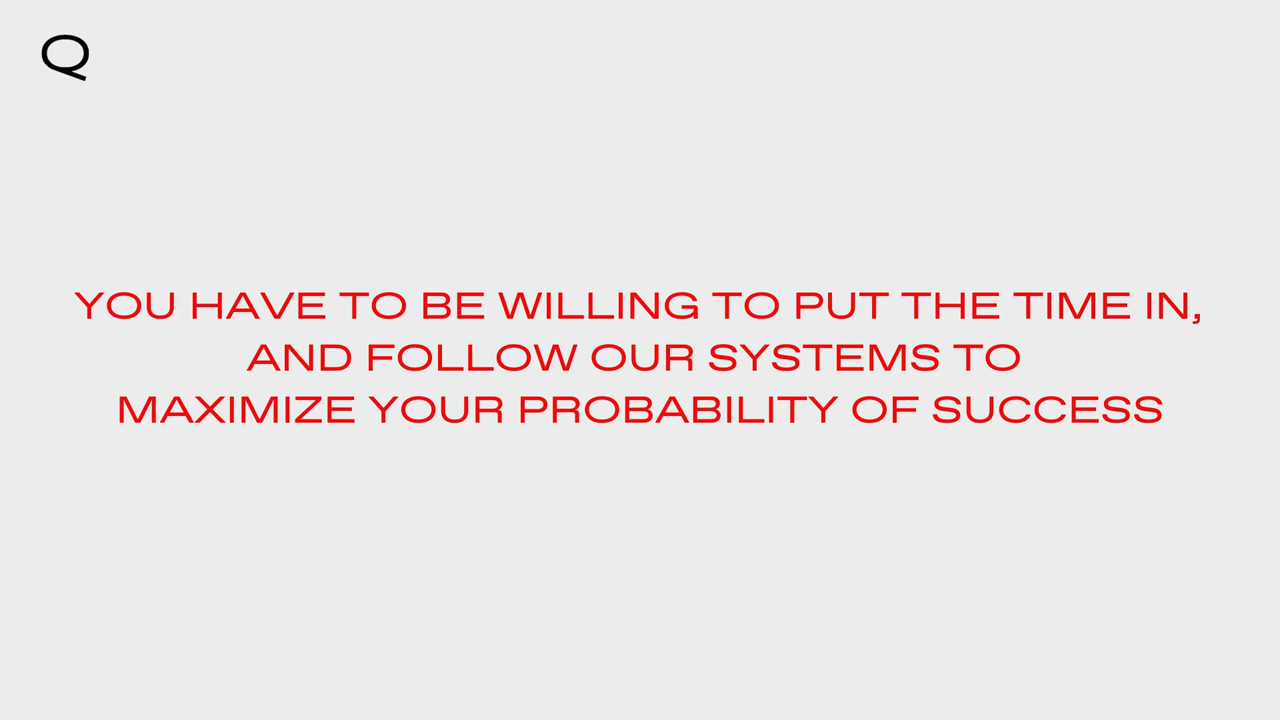 Q
YOU HAVE TO BE WILLING TO PUT THE TIME IN,
AND FOLLOW OUR SYSTEMS TO
MAXIMIZE YOUR PROBABILITY OF SUCCESS